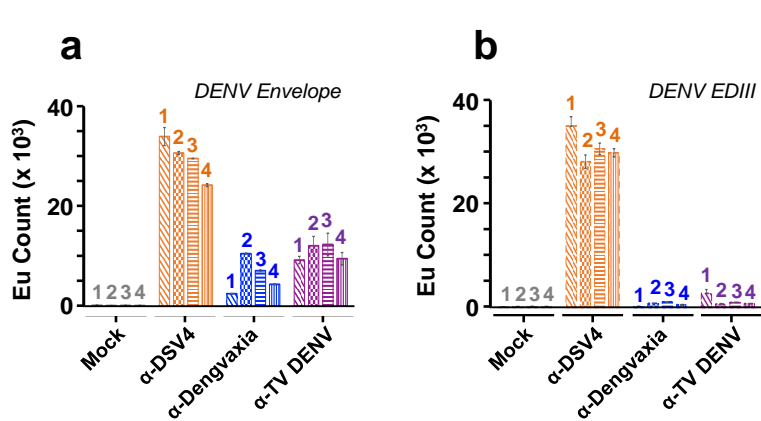 a
DENV Envelope
Eu Count (x 10³)
40
20
0
1 2 3 4
1 2 3 4
1 2 3 4
1 2 3 4
Mock
α-DSV4
α-Dengvaxia
α-TV DENV
b
DENV EDIII
Eu Count (x 10³)
40
20
0
1 2 3 4
1 2 3 4
1 2 3 4
1 2 3 4
Mock
α-DSV4
α-Dengvaxia
α-TV DENV